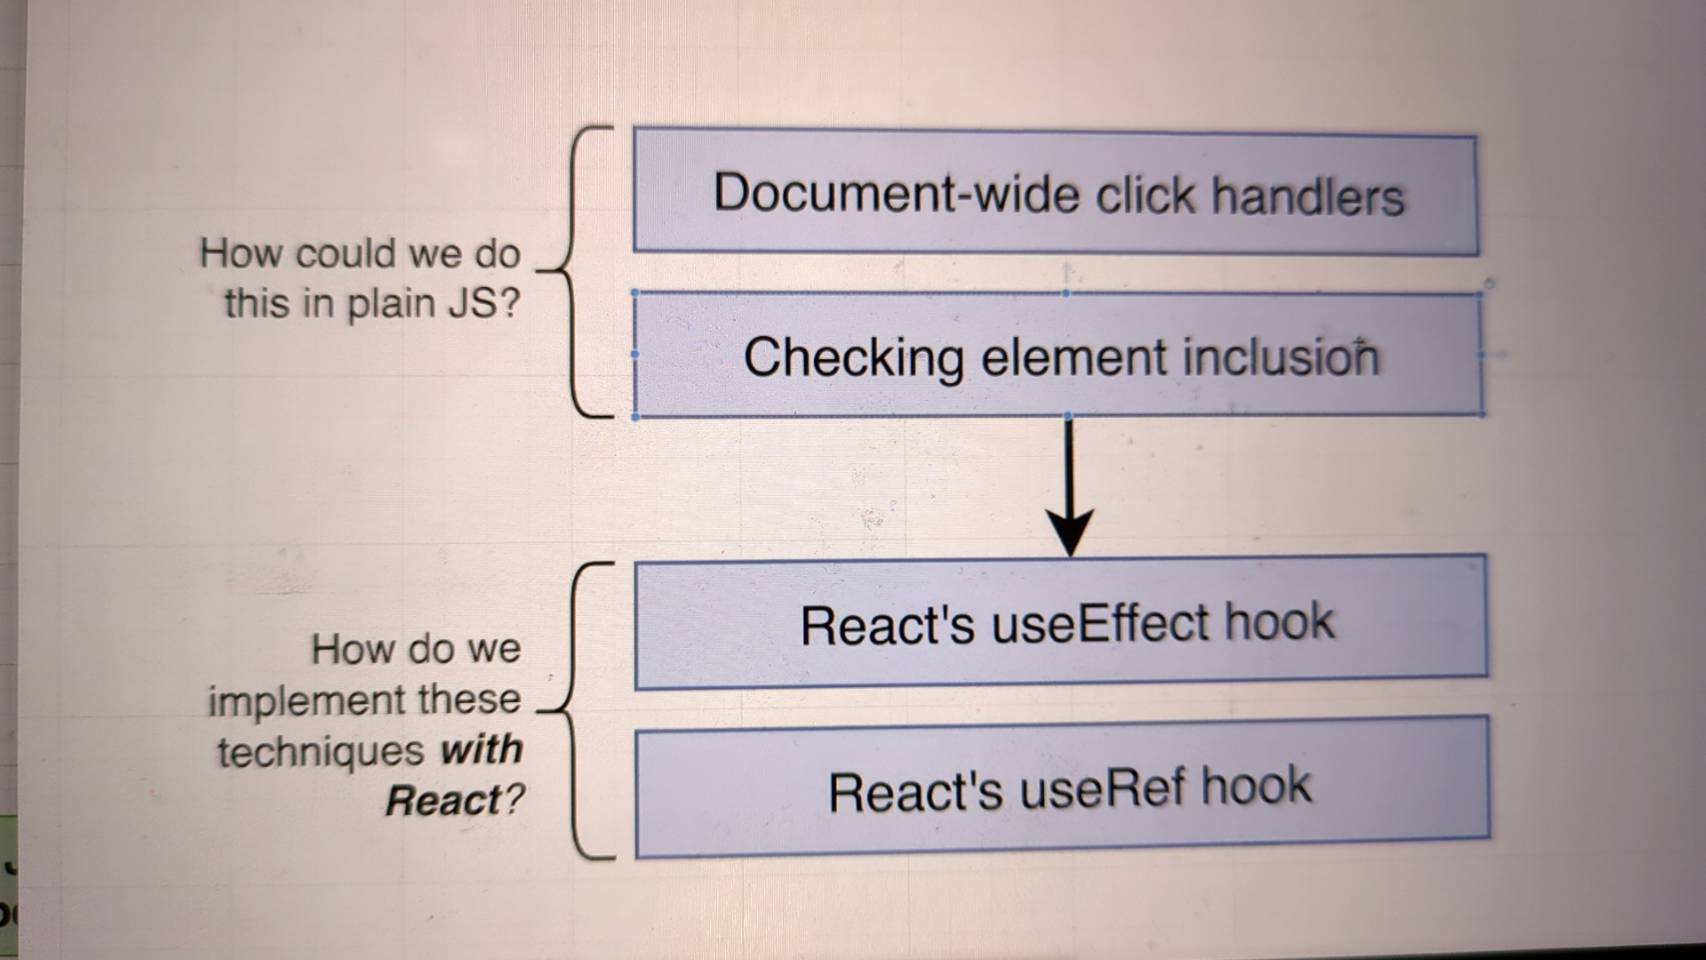 Document-wide click handlers
How could we do
this in plain JS?
Checking element inclusion
React's useEffect hook
How do we
implement these
techniques with
React?
React's useRef hook